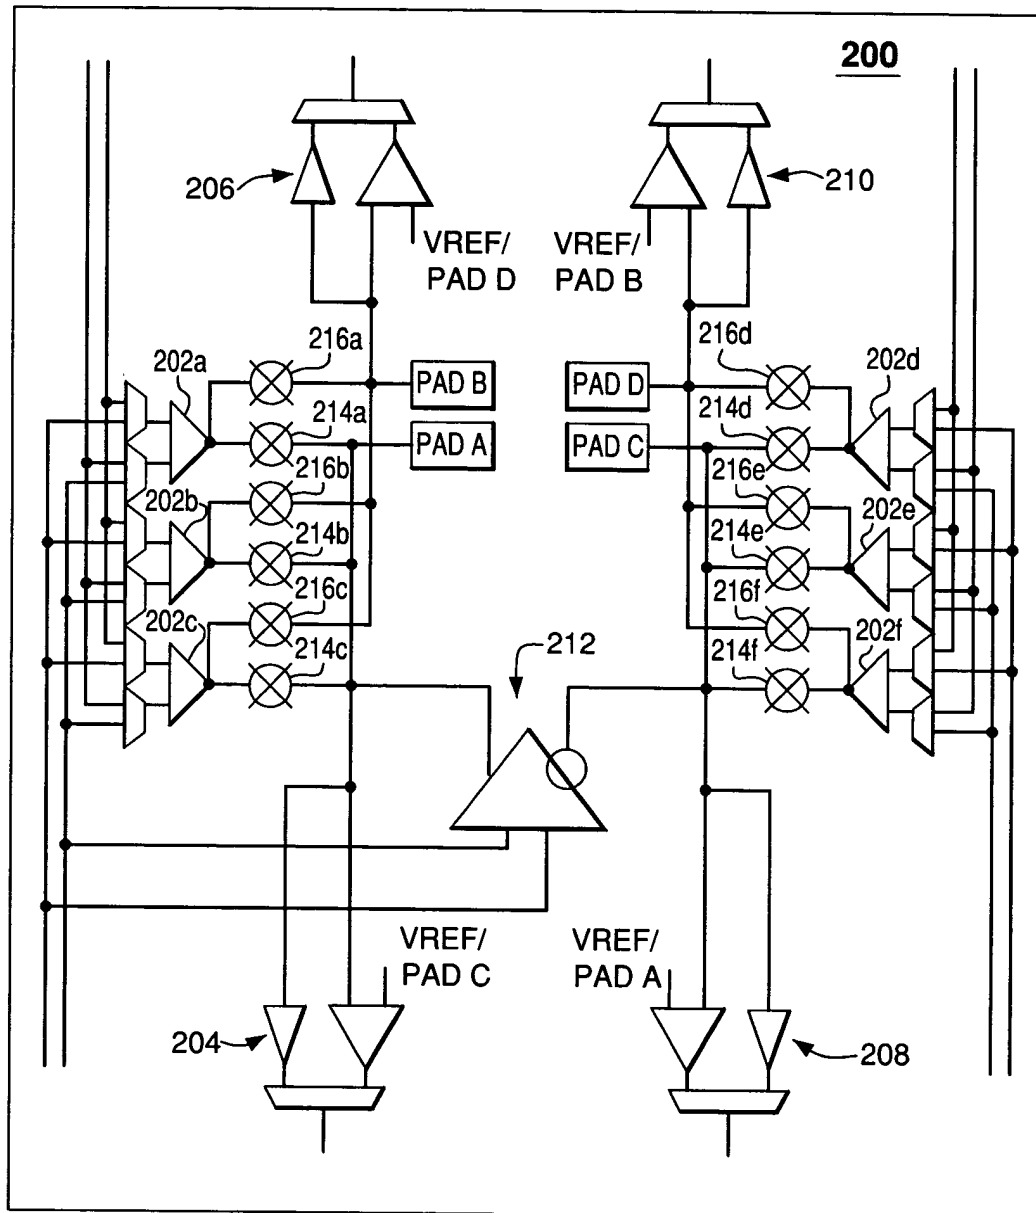 200
206
210
VREF/
PAD D
VREF/
PAD B
216a
216d
202a
202d
PAD B
PAD D
214a
214d
PAD A
PAD C
216b
216e
202b
202e
214b
214e
216c
216f
202c
202f
214c
212
214f
VREF/
PAD C
VREF/
PAD A
204
208